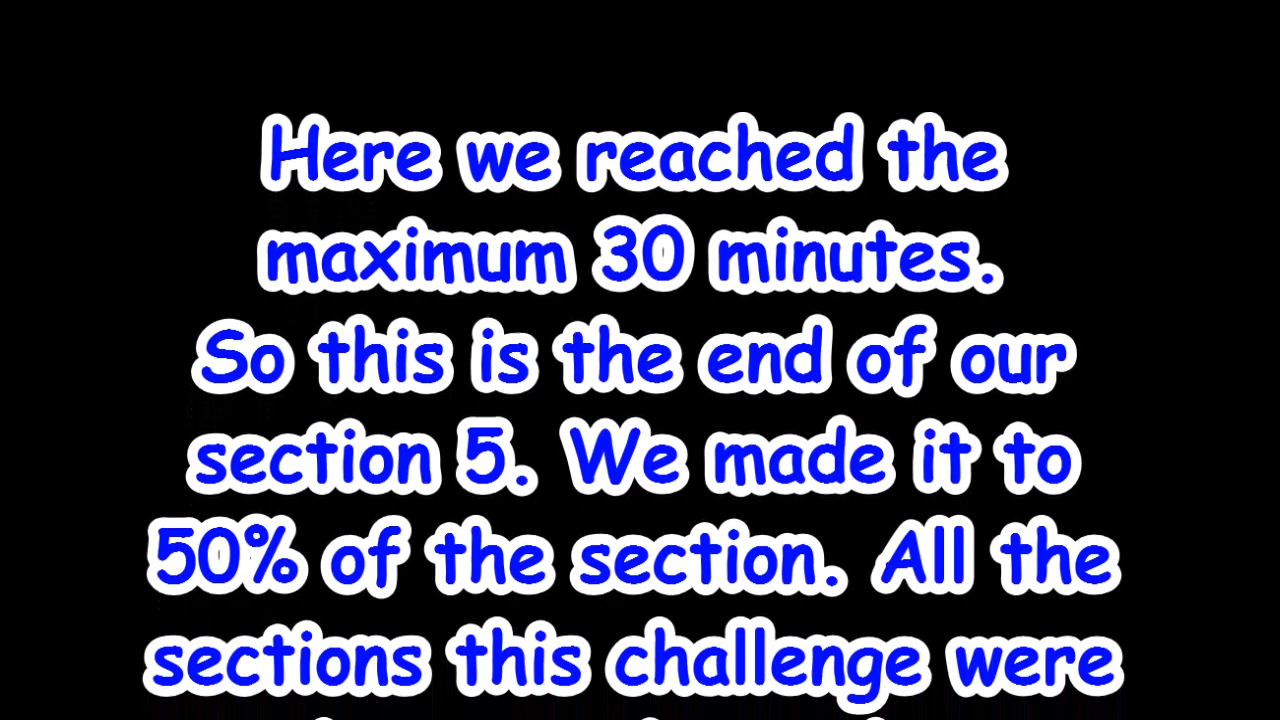 Here we reached the
maximum 30 minutes.
So this is the end of our
section 5. We made it to
50% of the section. All the
sections this challenge were